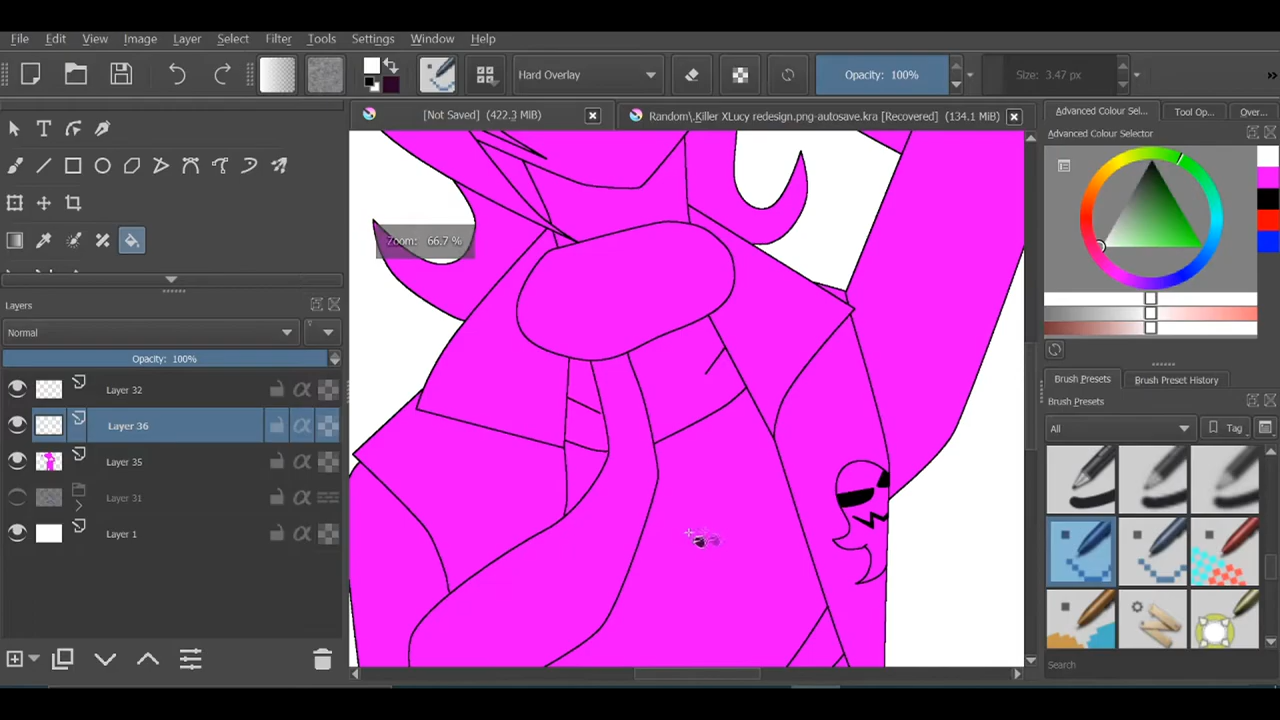 File Edit View Image Layer Select Filter Tools Settings Window Help
Hard Overlay Opacity: 100% Size: 3.47 px »
[Not Saved] (422.3 MB) Random\.Killer XLucy redesign.png-autosave.kra [Recovered] (134.1 MB)
Advanced Colour Sel... Tool Op... Over...
Advanced Colour Selector
Zoom: 66.7 %
Layers
Normal
Opacity: 100%
Layer 32
Layer 36
Layer 35
Layer 31
Layer 1
Brush Presets Brush Preset History
Brush Presets
All Tag
Search